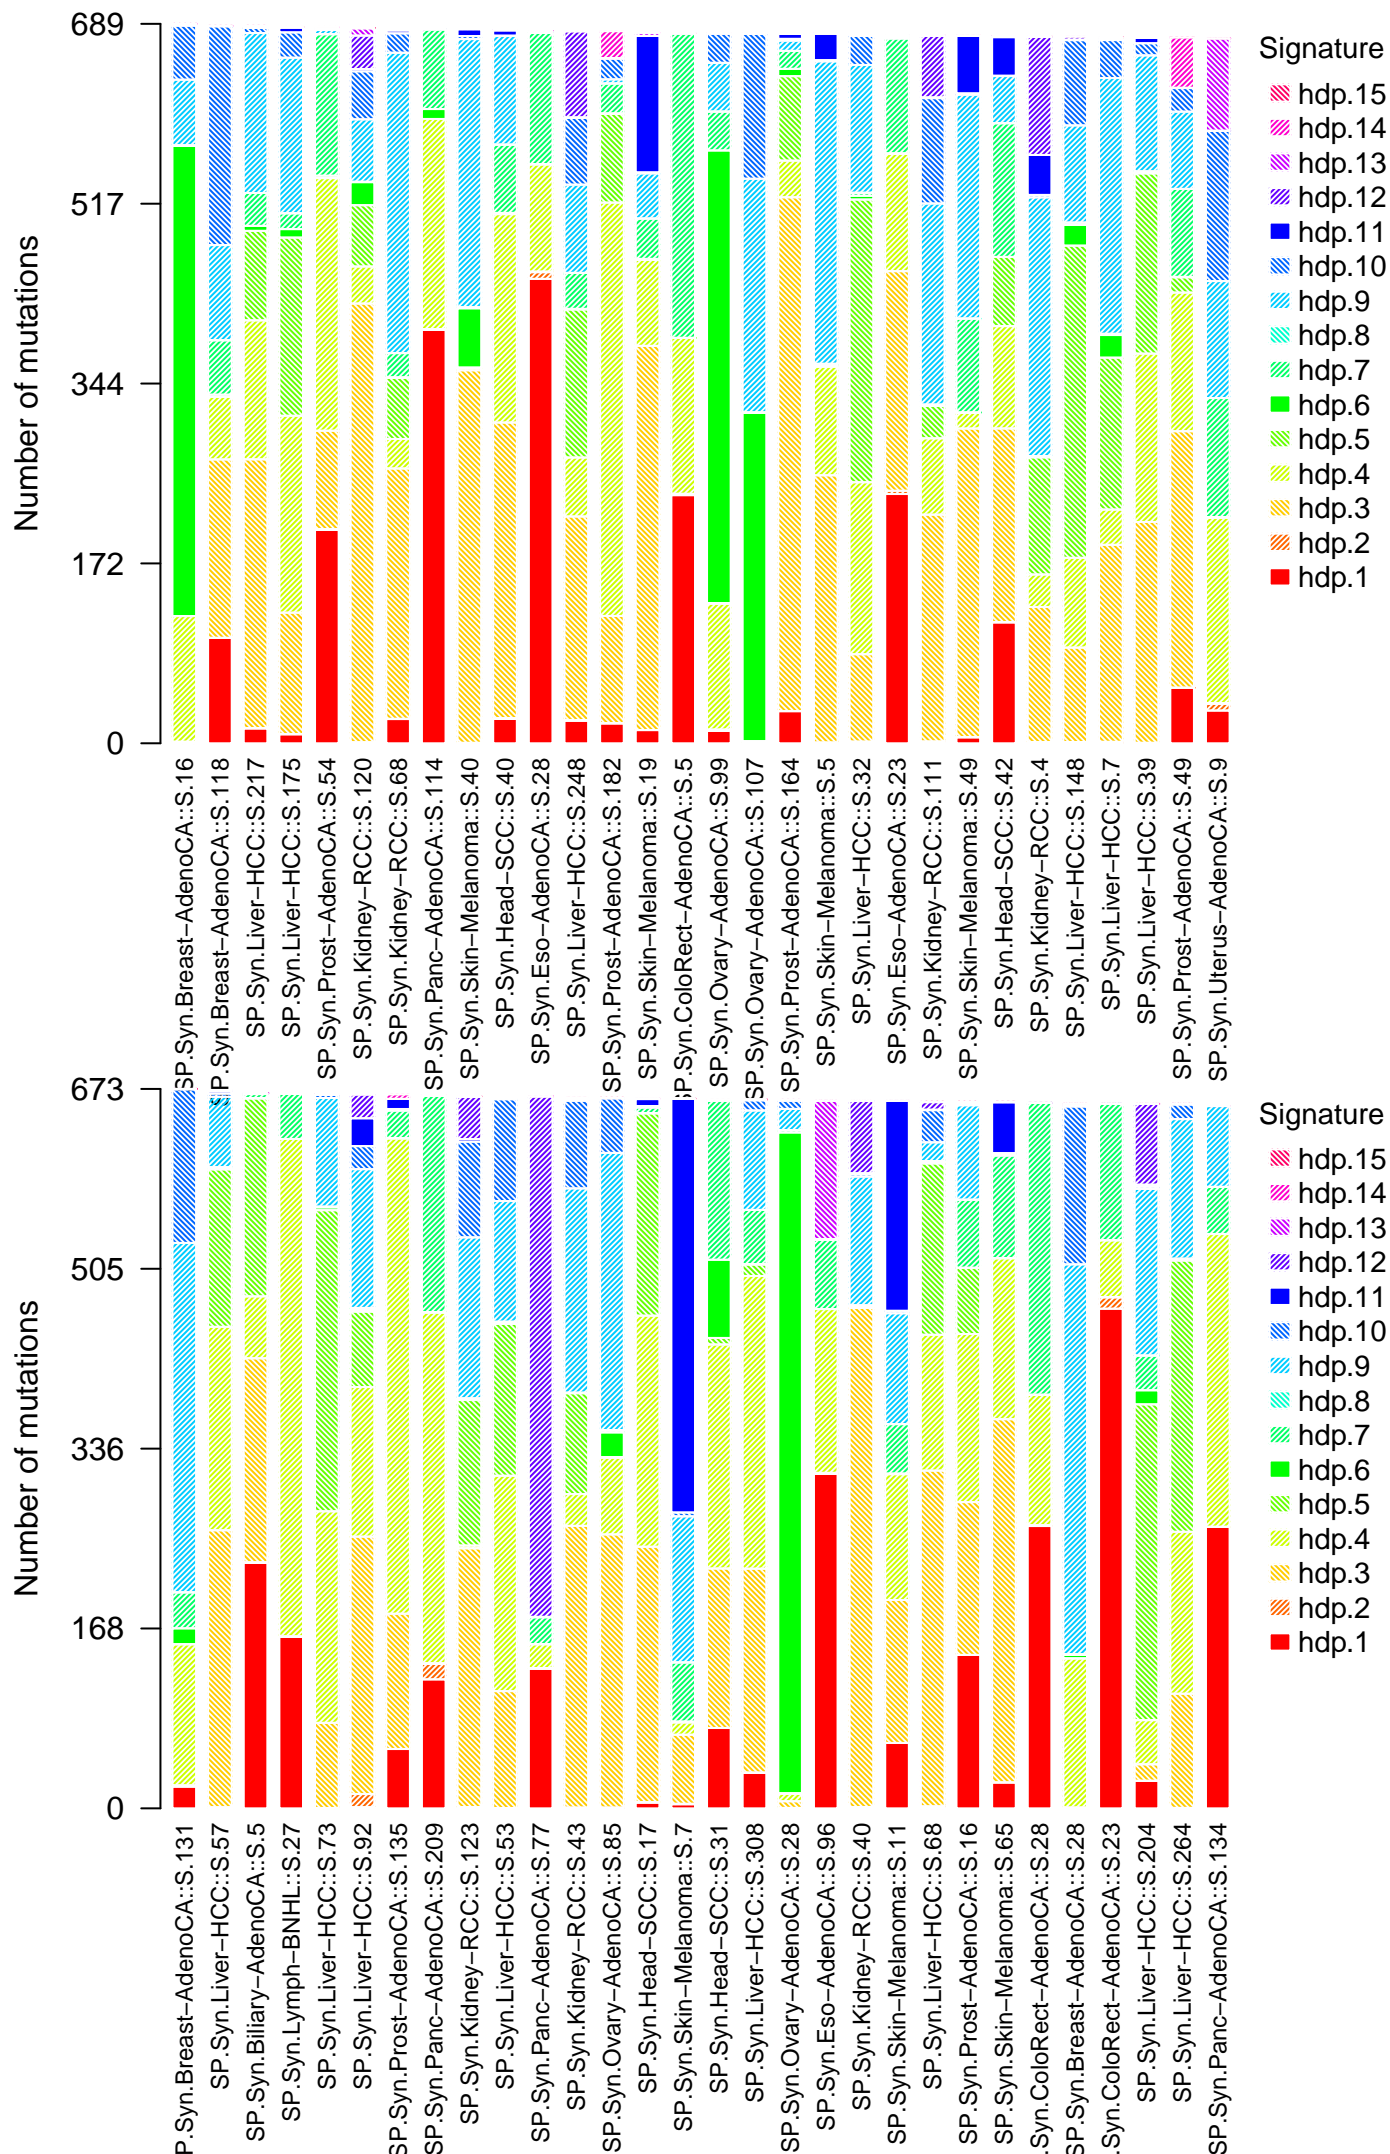 Number of mutations
689
517
344
172
0
Signature
hdp.15
hdp.14
hdp.13
hdp.12
hdp.11
hdp.10
hdp.9
hdp.8
hdp.7
hdp.6
hdp.5
hdp.4
hdp.3
hdp.2
hdp.1
SP.Syn.Breast−AdenoCA::S.16
SP.Syn.Breast−AdenoCA::S.118
SP.Syn.Liver−HCC::S.217
SP.Syn.Liver−HCC::S.175
SP.Syn.Prost−AdenoCA::S.54
SP.Syn.Kidney−RCC::S.120
SP.Syn.Kidney−RCC::S.68
SP.Syn.Panc−AdenoCA::S.114
SP.Syn.Skin−Melanoma::S.40
SP.Syn.Head−SCC::S.40
SP.Syn.Eso−AdenoCA::S.28
SP.Syn.Liver−HCC::S.248
SP.Syn.Prost−AdenoCA::S.182
SP.Syn.Skin−Melanoma::S.19
SP.Syn.ColoRect−AdenoCA::S.5
SP.Syn.Ovary−AdenoCA::S.99
SP.Syn.Ovary−AdenoCA::S.107
SP.Syn.Prost−AdenoCA::S.164
SP.Syn.Skin−Melanoma::S.5
SP.Syn.Liver−HCC::S.32
SP.Syn.Eso−AdenoCA::S.23
SP.Syn.Kidney−RCC::S.111
SP.Syn.Skin−Melanoma::S.49
SP.Syn.Head−SCC::S.42
SP.Syn.Kidney−RCC::S.4
SP.Syn.Liver−HCC::S.148
SP.Syn.Liver−HCC::S.7
SP.Syn.Liver−HCC::S.39
SP.Syn.Prost−AdenoCA::S.49
SP.Syn.Uterus−AdenoCA::S.9
Number of mutations
673
505
336
168
0
Signature
hdp.15
hdp.14
hdp.13
hdp.12
hdp.11
hdp.10
hdp.9
hdp.8
hdp.7
hdp.6
hdp.5
hdp.4
hdp.3
hdp.2
hdp.1
P.Syn.Breast−AdenoCA::S.131
SP.Syn.Liver−HCC::S.57
SP.Syn.Biliary−AdenoCA::S.5
SP.Syn.Lymph−BNHL::S.27
SP.Syn.Liver−HCC::S.73
SP.Syn.Liver−HCC::S.92
SP.Syn.Prost−AdenoCA::S.135
SP.Syn.Panc−AdenoCA::S.209
SP.Syn.Kidney−RCC::S.123
SP.Syn.Liver−HCC::S.53
SP.Syn.Panc−AdenoCA::S.77
SP.Syn.Kidney−RCC::S.43
SP.Syn.Ovary−AdenoCA::S.85
SP.Syn.Head−SCC::S.17
SP.Syn.Skin−Melanoma::S.7
SP.Syn.Head−SCC::S.31
SP.Syn.Liver−HCC::S.308
SP.Syn.Ovary−AdenoCA::S.28
SP.Syn.Eso−AdenoCA::S.96
SP.Syn.Kidney−RCC::S.40
SP.Syn.Skin−Melanoma::S.11
SP.Syn.Liver−HCC::S.68
SP.Syn.Prost−AdenoCA::S.16
SP.Syn.Skin−Melanoma::S.65
.Syn.ColoRect−AdenoCA::S.28
SP.Syn.Breast−AdenoCA::S.28
.Syn.ColoRect−AdenoCA::S.23
SP.Syn.Liver−HCC::S.204
SP.Syn.Liver−HCC::S.264
SP.Syn.Panc−AdenoCA::S.134